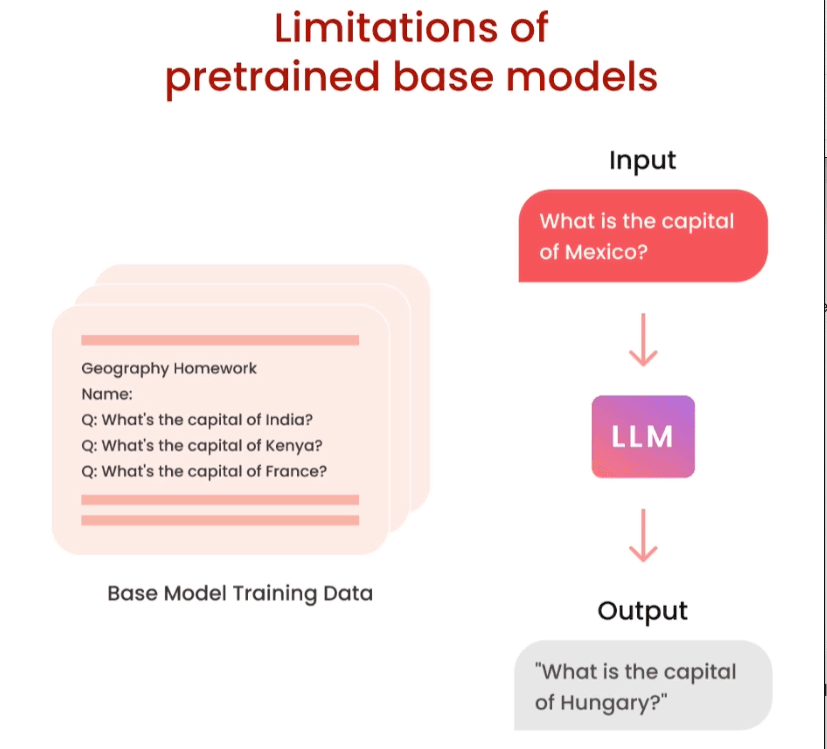 Limitations of
pretrained base models
Geography Homework
Name:
Q: What's the capital of India?
Q: What's the capital of Kenya?
Q: What's the capital of France?
Base Model Training Data
Input
What is the capital
of Mexico?
LLM
Output
"What is the capital
of Hungary?"